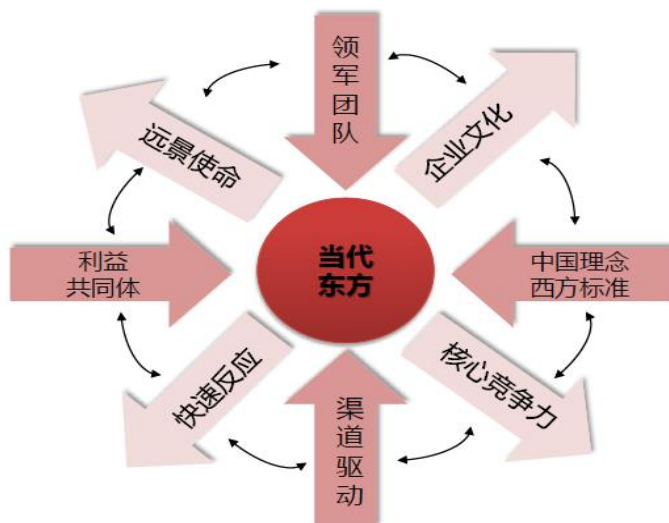 领军团队
远景使命
企业文化
利益
共同体
当代
东方
中国理念
西方标准
快速反应
渠道驱动
核心竞争力